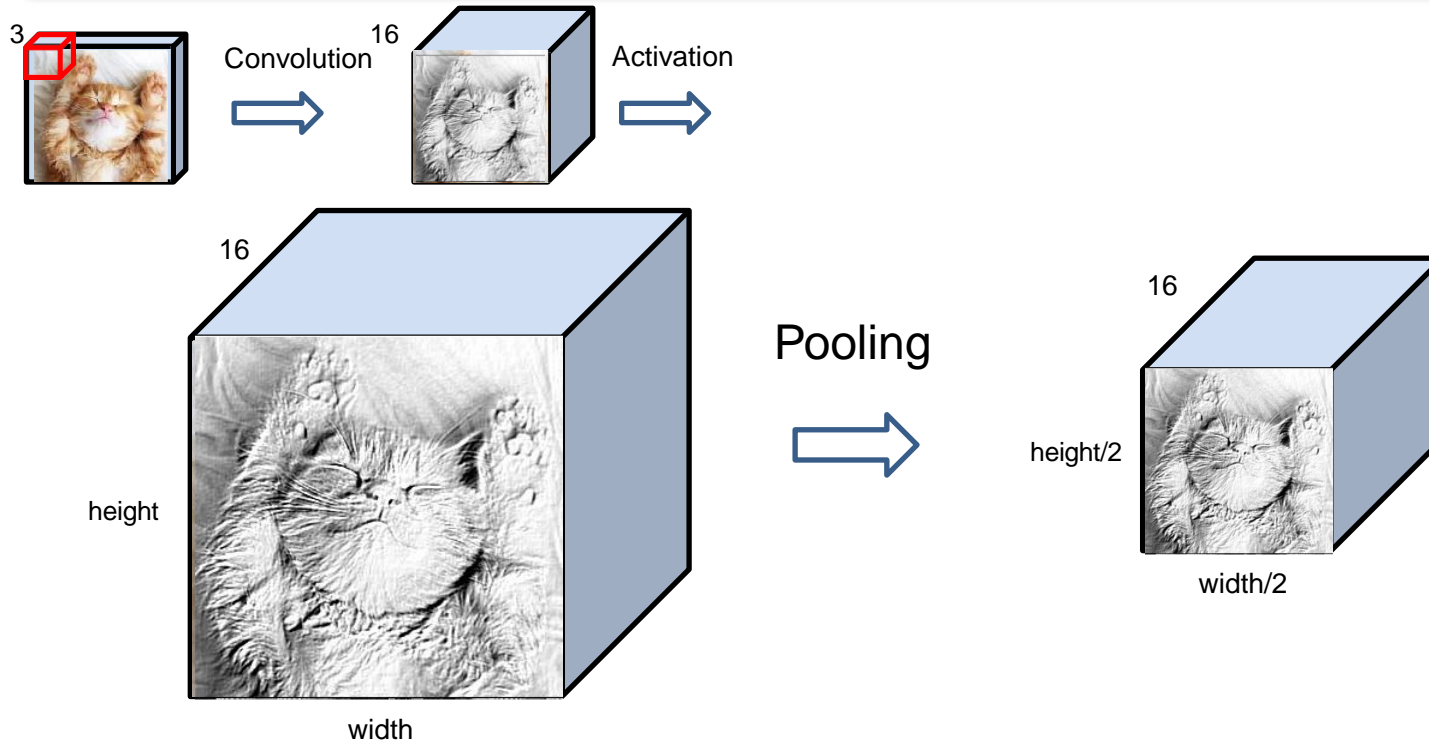 3
Convolution
16
Activation
16
Pooling
16
height
height/2
width/2
width